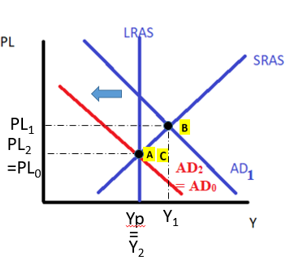 LRAS
PL
SRAS
PL₁
B
PL₂
A C
=PL₀
AD₂
= AD₀
AD1
Yp
=
Y₂
Y₁
Y